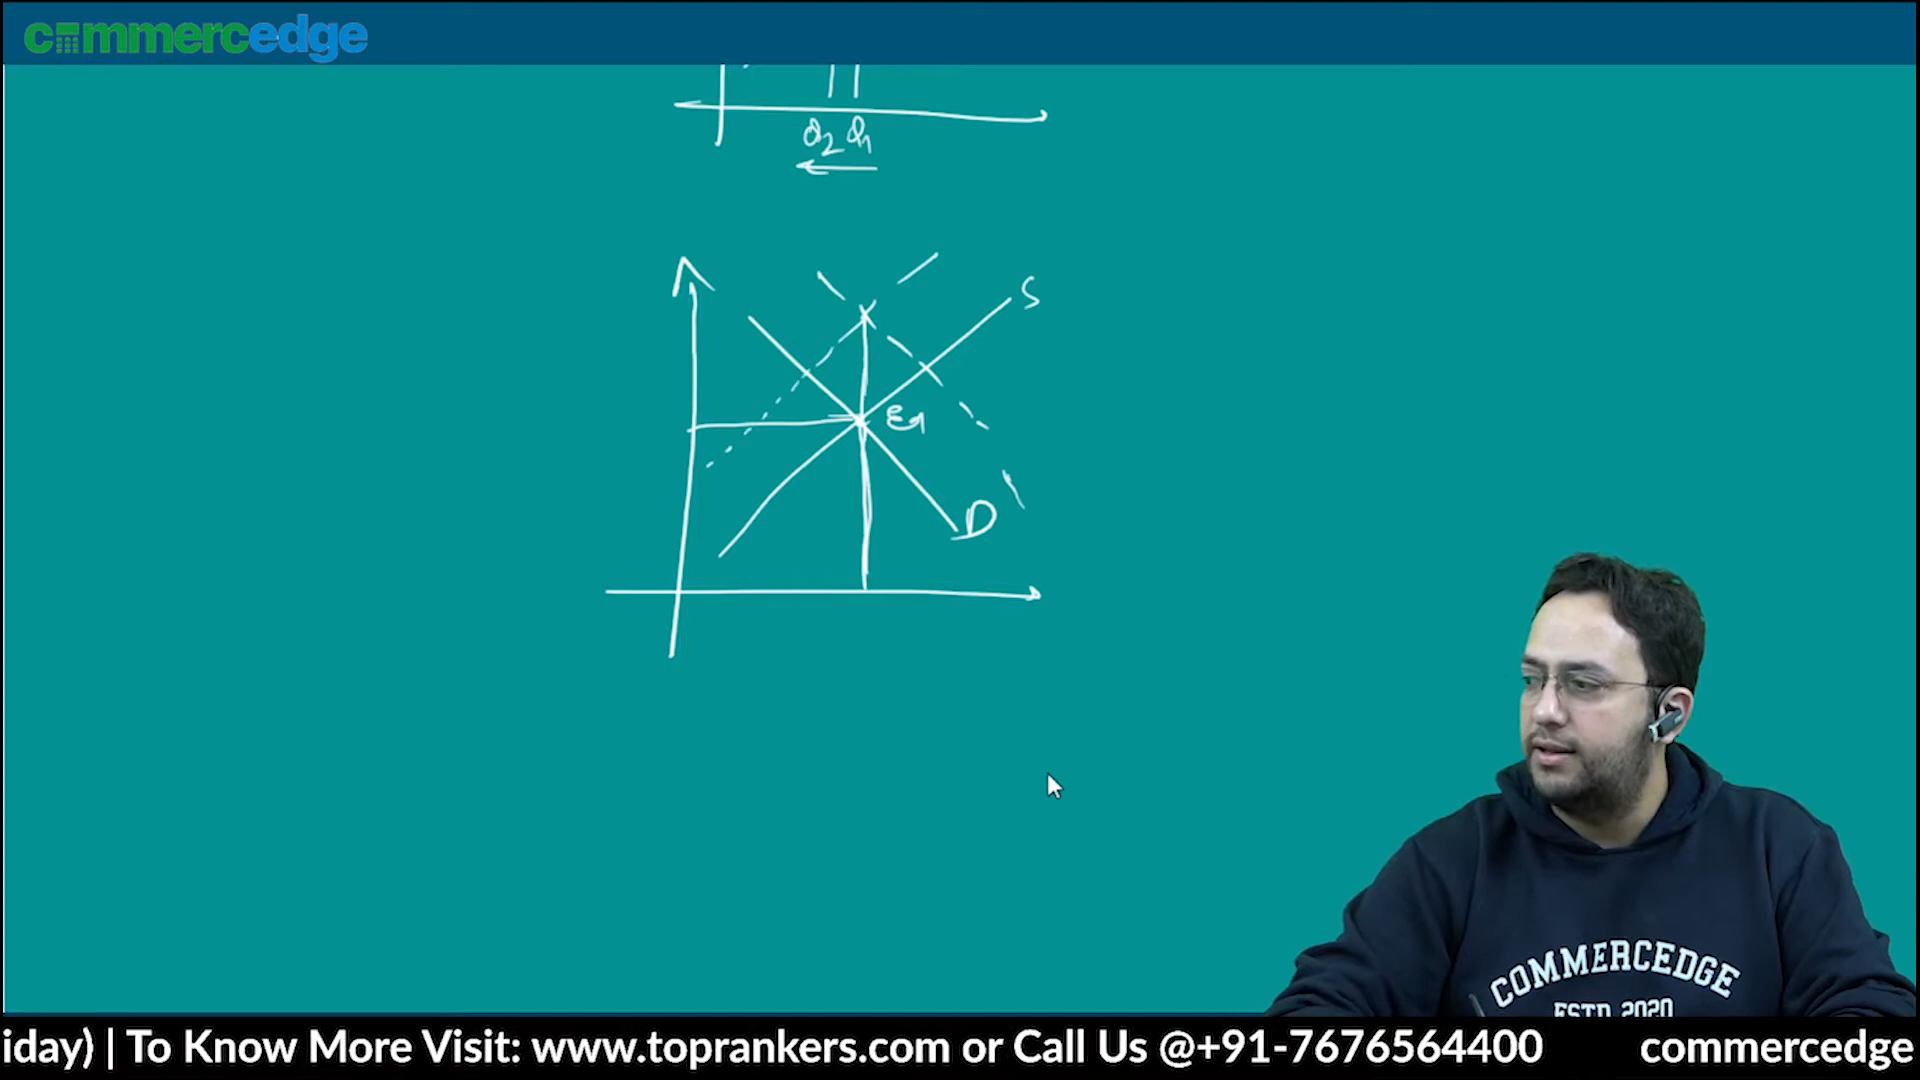 commercedge
Q2 Q1
S
E1
D
COMMERCEDGE
ESTD 2020
iday) | To Know More Visit: www.toprankers.com or Call Us @+91-7676564400 commercedge